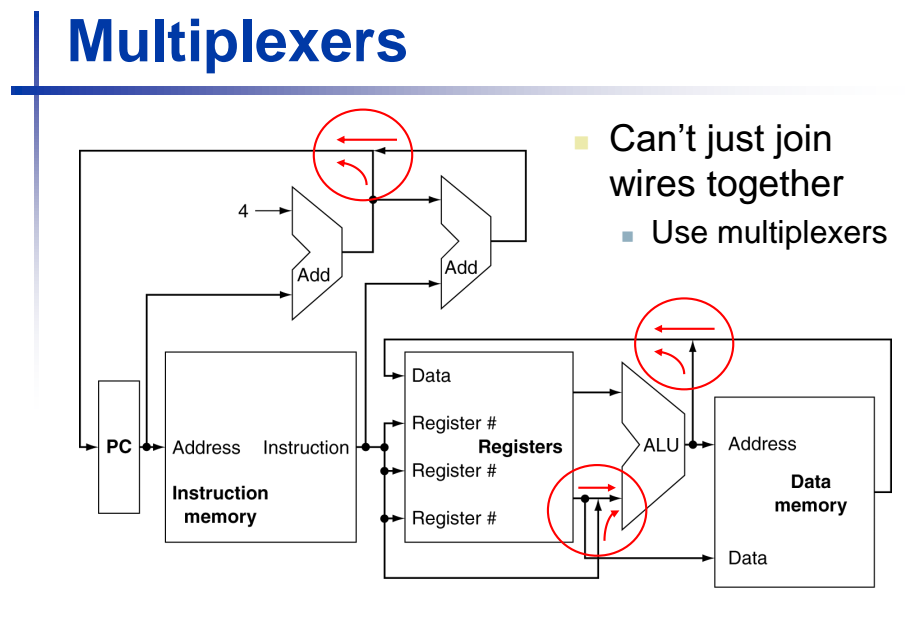 Multiplexers
Can't just join
wires together
Use multiplexers
4
Add
Add
Data
Register #
Registers
Register #
Register #
PC
Address
Instruction
Instruction
memory
ALU
Address
Data
memory
Data